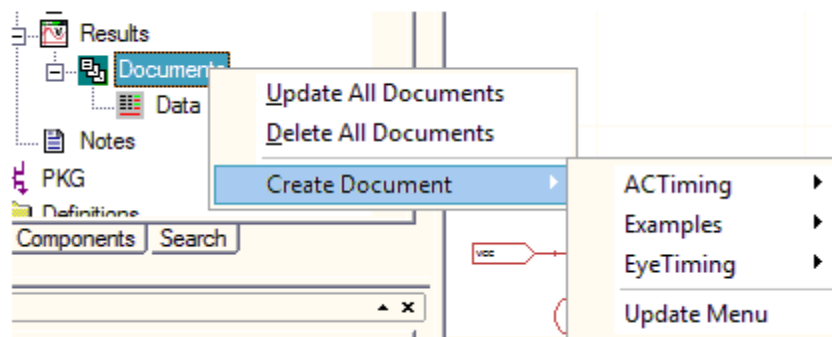 Results
Documents
Data
Notes
PKG
Definitions
Components Search
Update All Documents
Delete All Documents
Create Document
ACTiming
Examples
EyeTiming
Update Menu
vcc